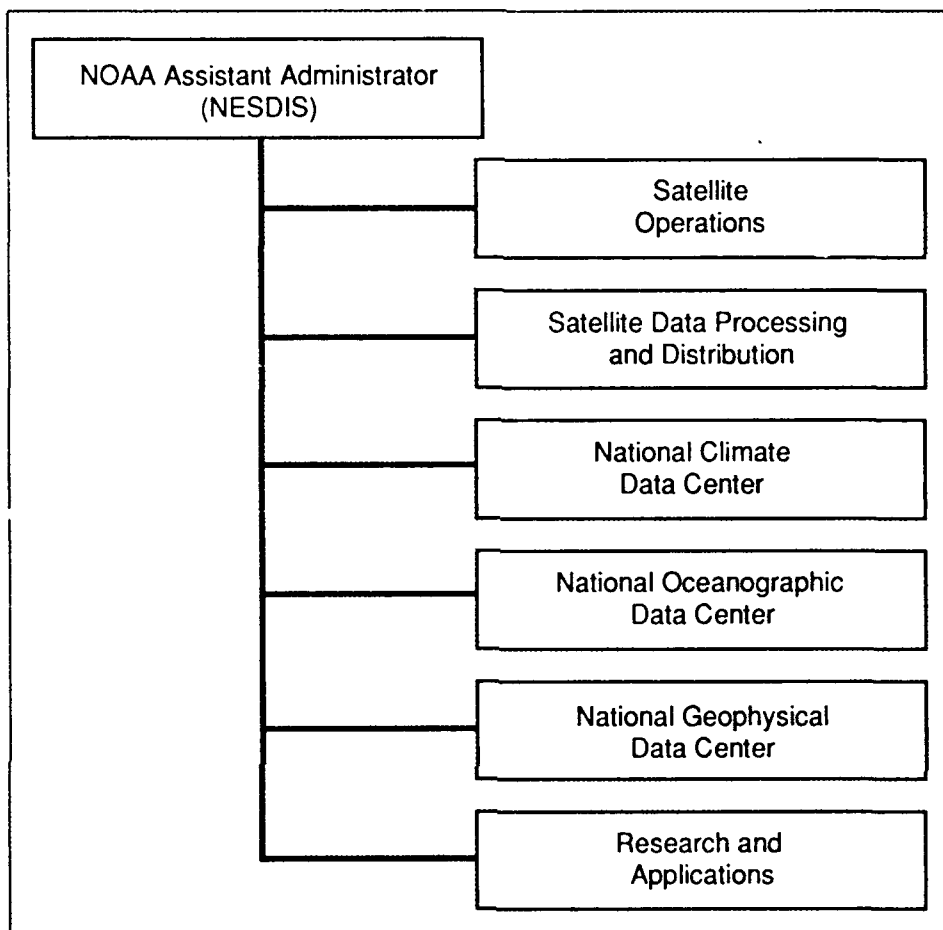 NOAA Assistant Administrator
(NESDIS)
Satellite
Operations
Satellite Data Processing
and Distribution
National Climate
Data Center
National Oceanographic
Data Center
National Geophysical
Data Center
Research and
Applications